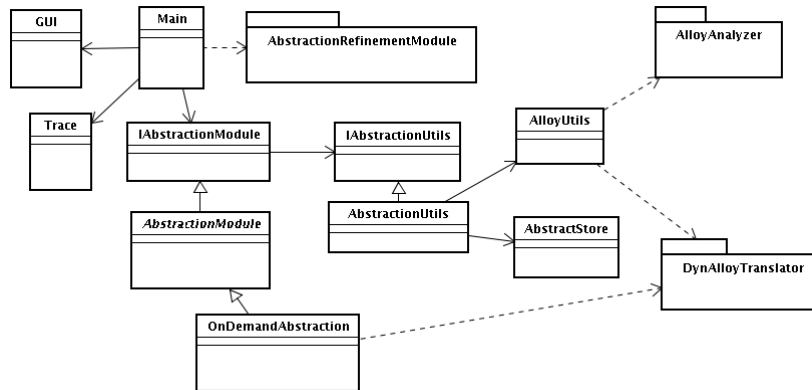 GUI
Main
AbstractionRefinementModule
AlloyAnalyzer
Trace
IAbstractionModule
IAbstractionUtils
AlloyUtils
AbstractionModule
AbstractionUtils
AbstractStore
DynAlloyTranslator
OnDemandAbstraction